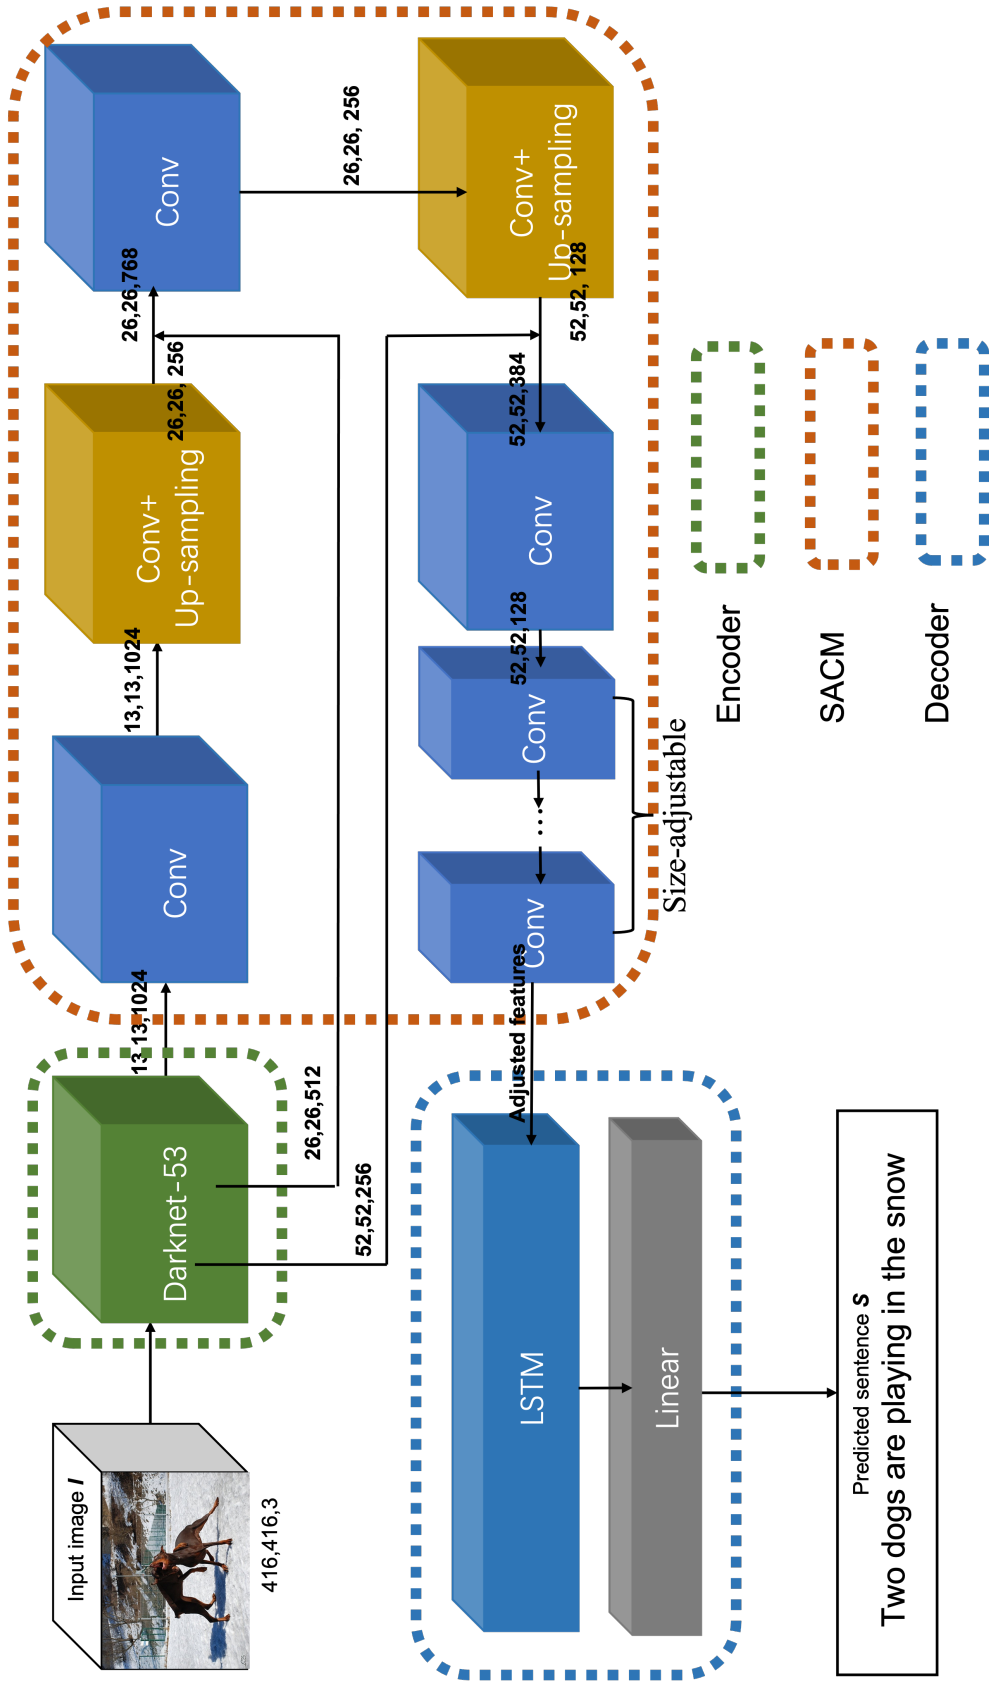 Input image I
416,416,3
Darknet-53
13,13,1024
Conv
13,13,1024
Conv+
Up-sampling
26,26, 256
26,26,768
Conv
26,26,512
52,52,256
26,26, 256
Conv+
Up-sampling
52,52, 128
52,52,384
Conv
52,52,128
Conv
....
Conv
Size-adjustable
Adjusted features
LSTM
Linear
Encoder
SACM
Decoder
Predicted sentence S
Two dogs are playing in the snow